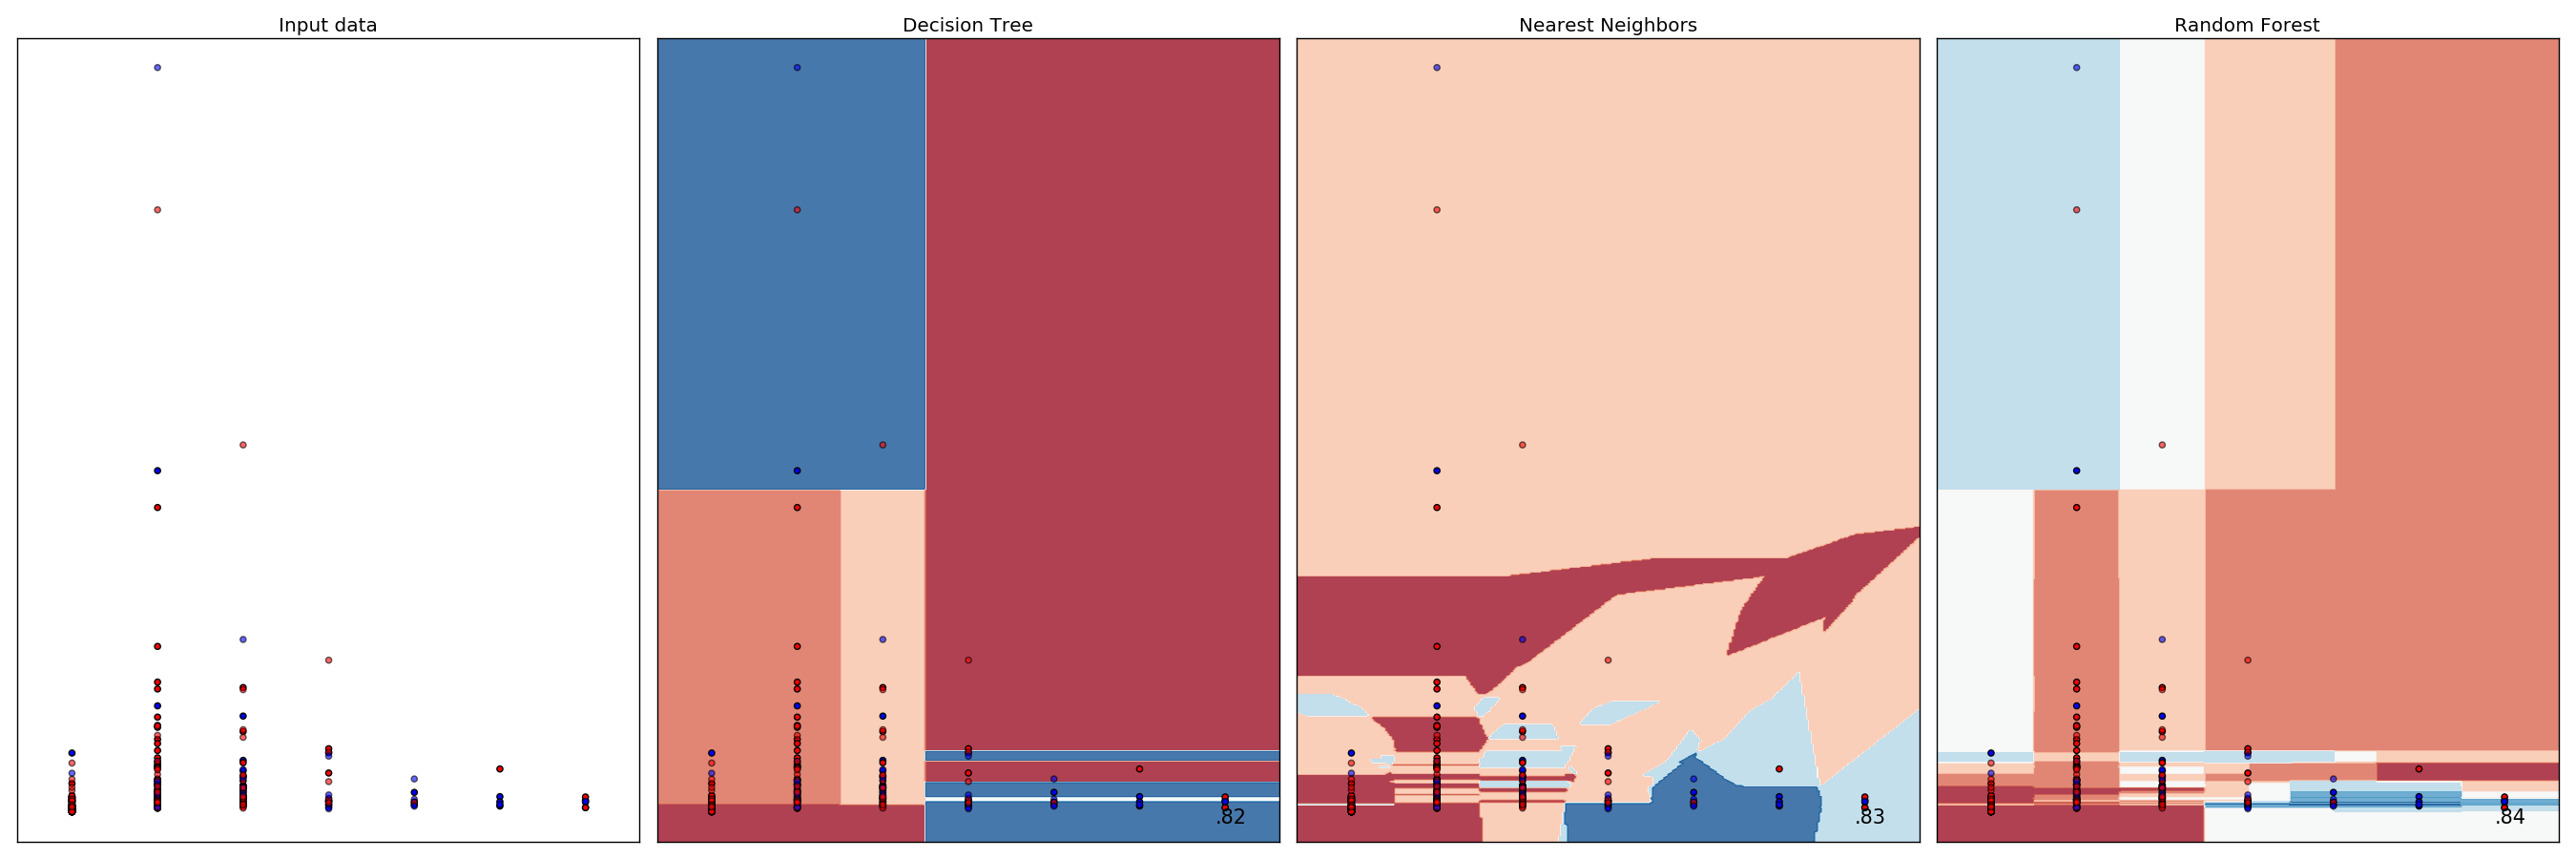 Input data
Decision Tree
Nearest Neighbors
Random Forest
.82
.83
.84